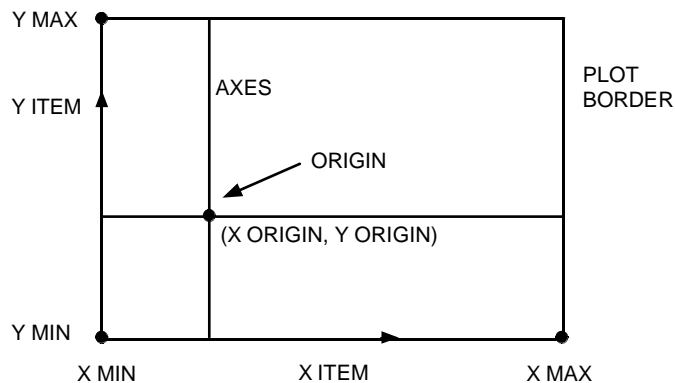 Y MAX
AXES
PLOT
BORDER
Y ITEM
ORIGIN
(X ORIGIN, Y ORIGIN)
Y MIN
X MIN
X ITEM
X MAX